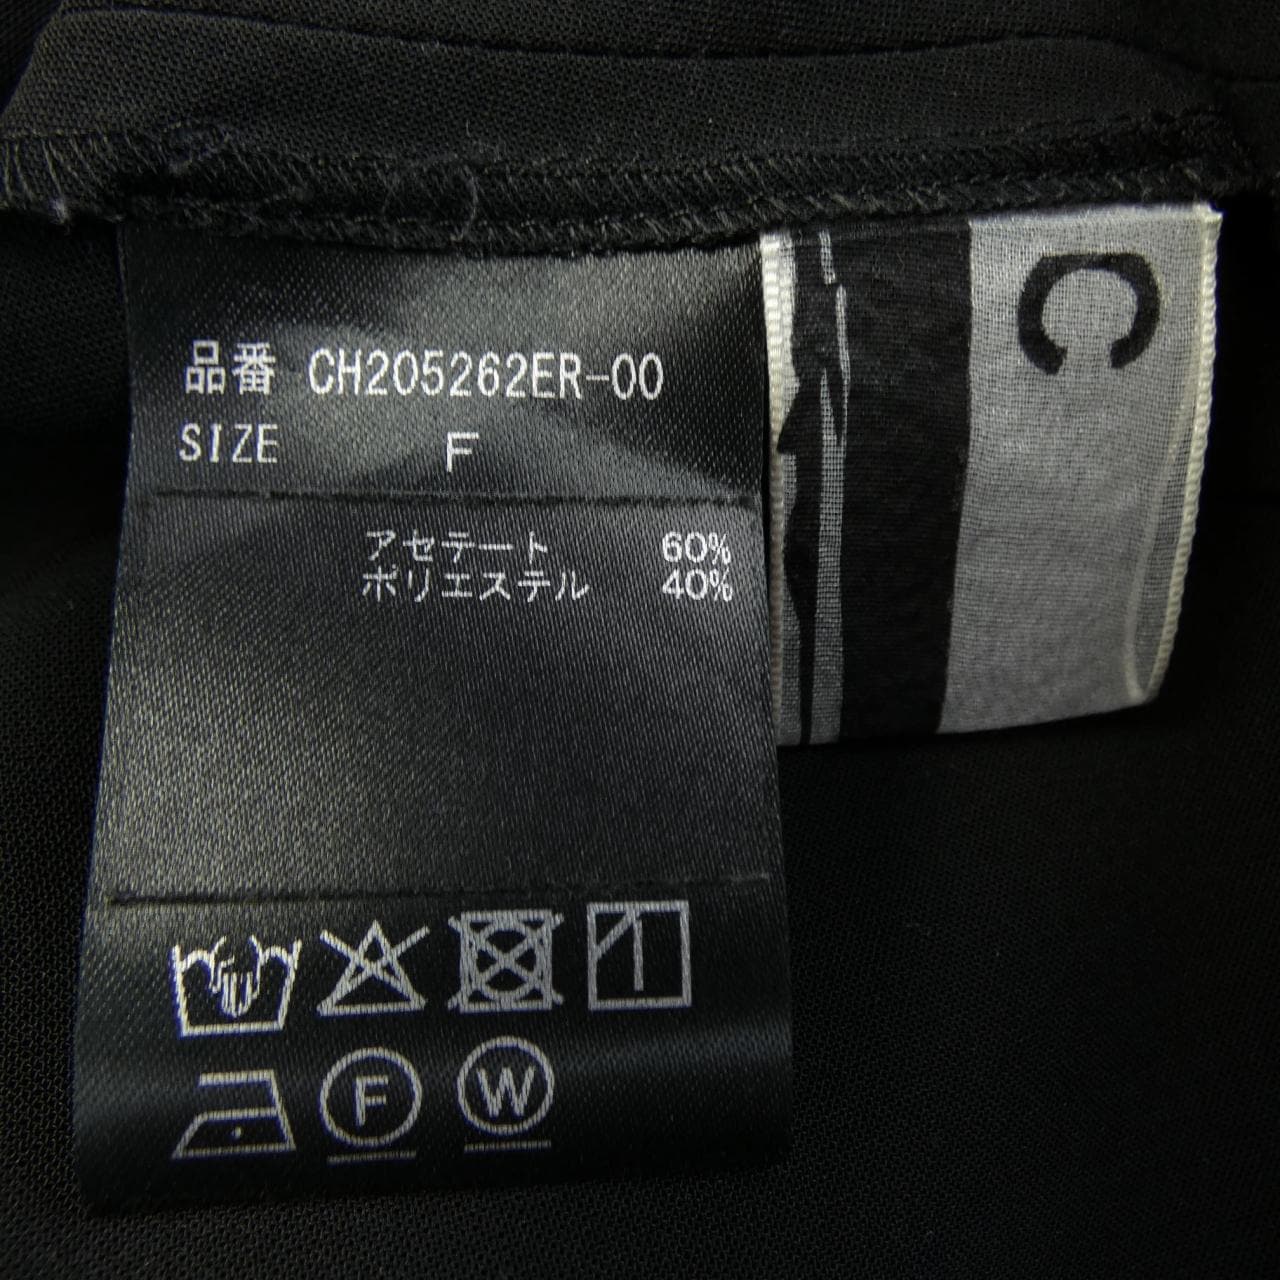 品番 CH205262ER-00
SIZE F
アセテート 60%
ポリエステル 40%
F
W
C